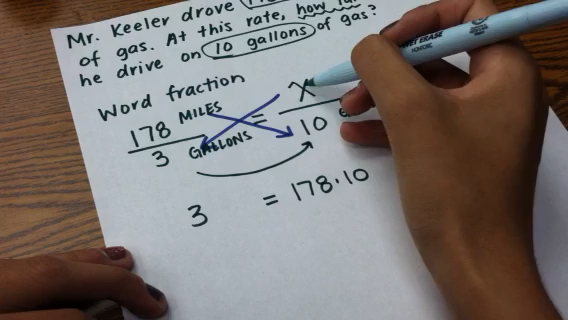 Mr. Keeler drove
of gas. At this rate, how
he drive on 10 gallons of gas?
Word fraction
178 MILES = x
3 GALLONS 10
3 = 178·10